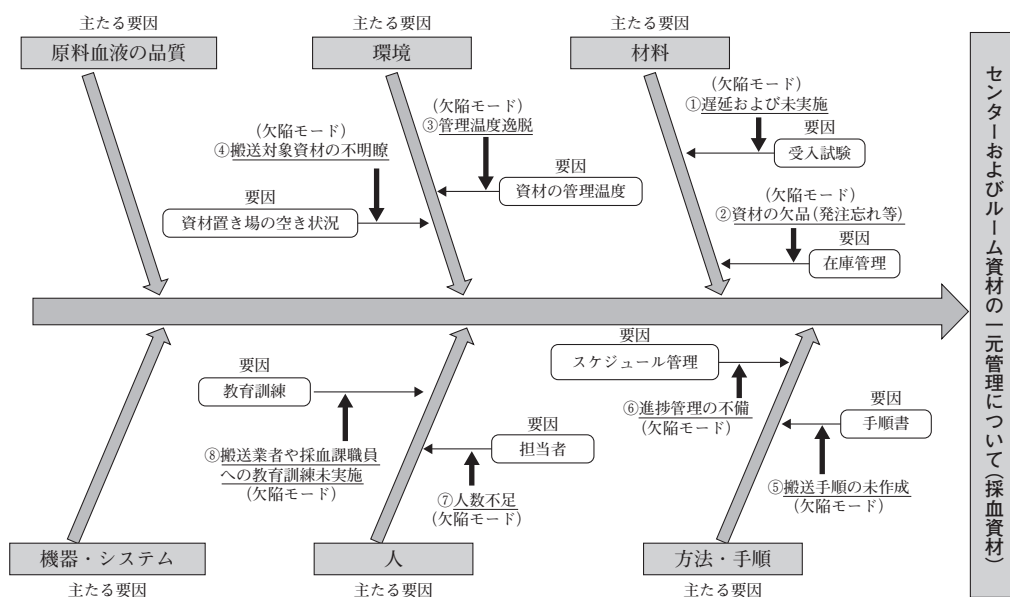 主たる要因
原料血液の品質
主たる要因
環境
主たる要因
材料
(欠陥モード)
①遅延および未実施
要因
受入試験
(欠陥モード)
②資材の欠品(発注忘れ等)
要因
在庫管理
(欠陥モード)
③管理温度逸脱
要因
資材の管理温度
(欠陥モード)
④搬送対象資材の不明瞭
要因
資材置き場の空き状況
センターおよびルーム資材の一元管理について(採血資材)
要因
スケジュール管理
⑥進捗管理の不備
(欠陥モード)
要因
手順書
⑤搬送手順の未作成
(欠陥モード)
要因
教育訓練
⑧搬送業者や採血課職員
への教育訓練未実施
(欠陥モード)
要因
担当者
⑦人数不足
(欠陥モード)
機器・システム
主たる要因
人
主たる要因
方法・手順
主たる要因